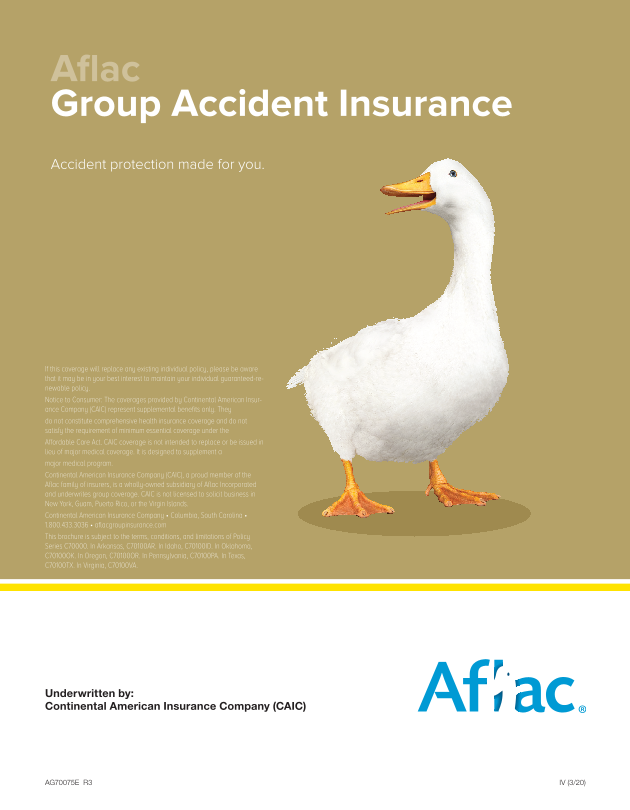 Aflac
Group Accident Insurance
Accident protection made for you.
If this coverage will replace any existing individual policy, please be aware
that it may be in your best interest to maintain your individual guaranteed-re-
newable policy.
Notice to Consumer: The coverages provided by Continental American Insur-
ance Company (CAIC) represent supplemental benefits only. They
do not constitute comprehensive health insurance coverage and do not
satisfy the requirement of minimum essential coverage under the
Affordable Care Act. CAIC coverage is not intended to replace or be issued in
lieu of major medical coverage. It is designed to supplement a
major medical program.
Continental American Insurance Company (CAIC), a proud member of the
Aflac family of insurers, is a wholly-owned subsidiary of Aflac Incorporated
and underwrites group coverage. CAIC is not licensed to solicit business in
New York, Guam, Puerto Rico, or the Virgin Islands.
Continental American Insurance Company • Columbia, South Carolina •
1.800.433.3036 • aflacgroupinsurance.com
This brochure is subject to the terms, conditions, and limitations of Policy
Series C70000. In Arkansas, C70100AR. In Idaho, C70100ID. In Oklahoma,
C70100OK. In Oregon, C70100OR. In Pennsylvania, C70100PA. In Texas,
C70100TX. In Virginia, C70100VA.
Underwritten by:
Continental American Insurance Company (CAIC)
Aflac®
AG70075E R3
IV (3/20)